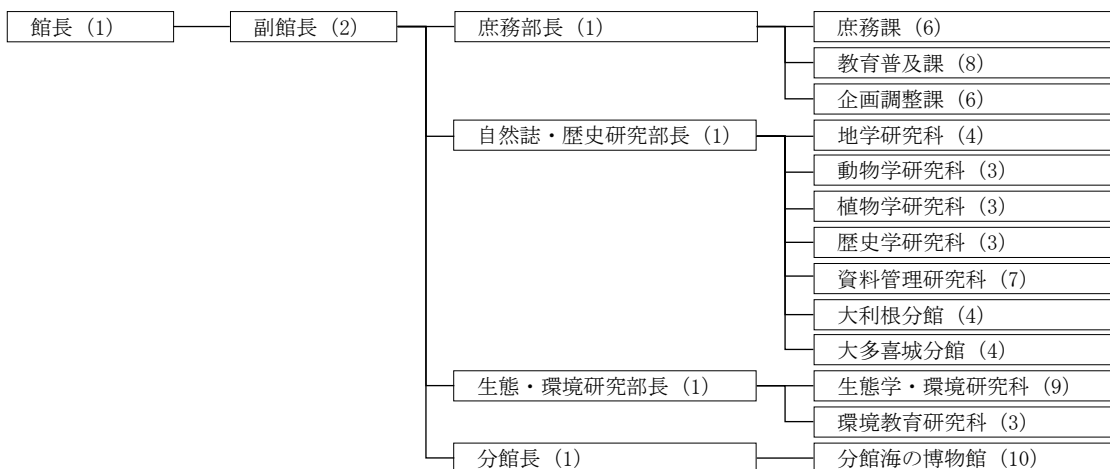 館長 (1)
副館長 (2)
庶務部長 (1)
庶務課 (6)
教育普及課 (8)
企画調整課 (6)
自然誌・歴史研究部長 (1)
地学研究科 (4)
動物学研究科 (3)
植物学研究科 (3)
歴史学研究科 (3)
資料管理研究科 (7)
大利根分館 (4)
大多喜城分館 (4)
生態・環境研究部長 (1)
生態学・環境研究科 (9)
環境教育研究科 (3)
分館長 (1)
分館海の博物館 (10)